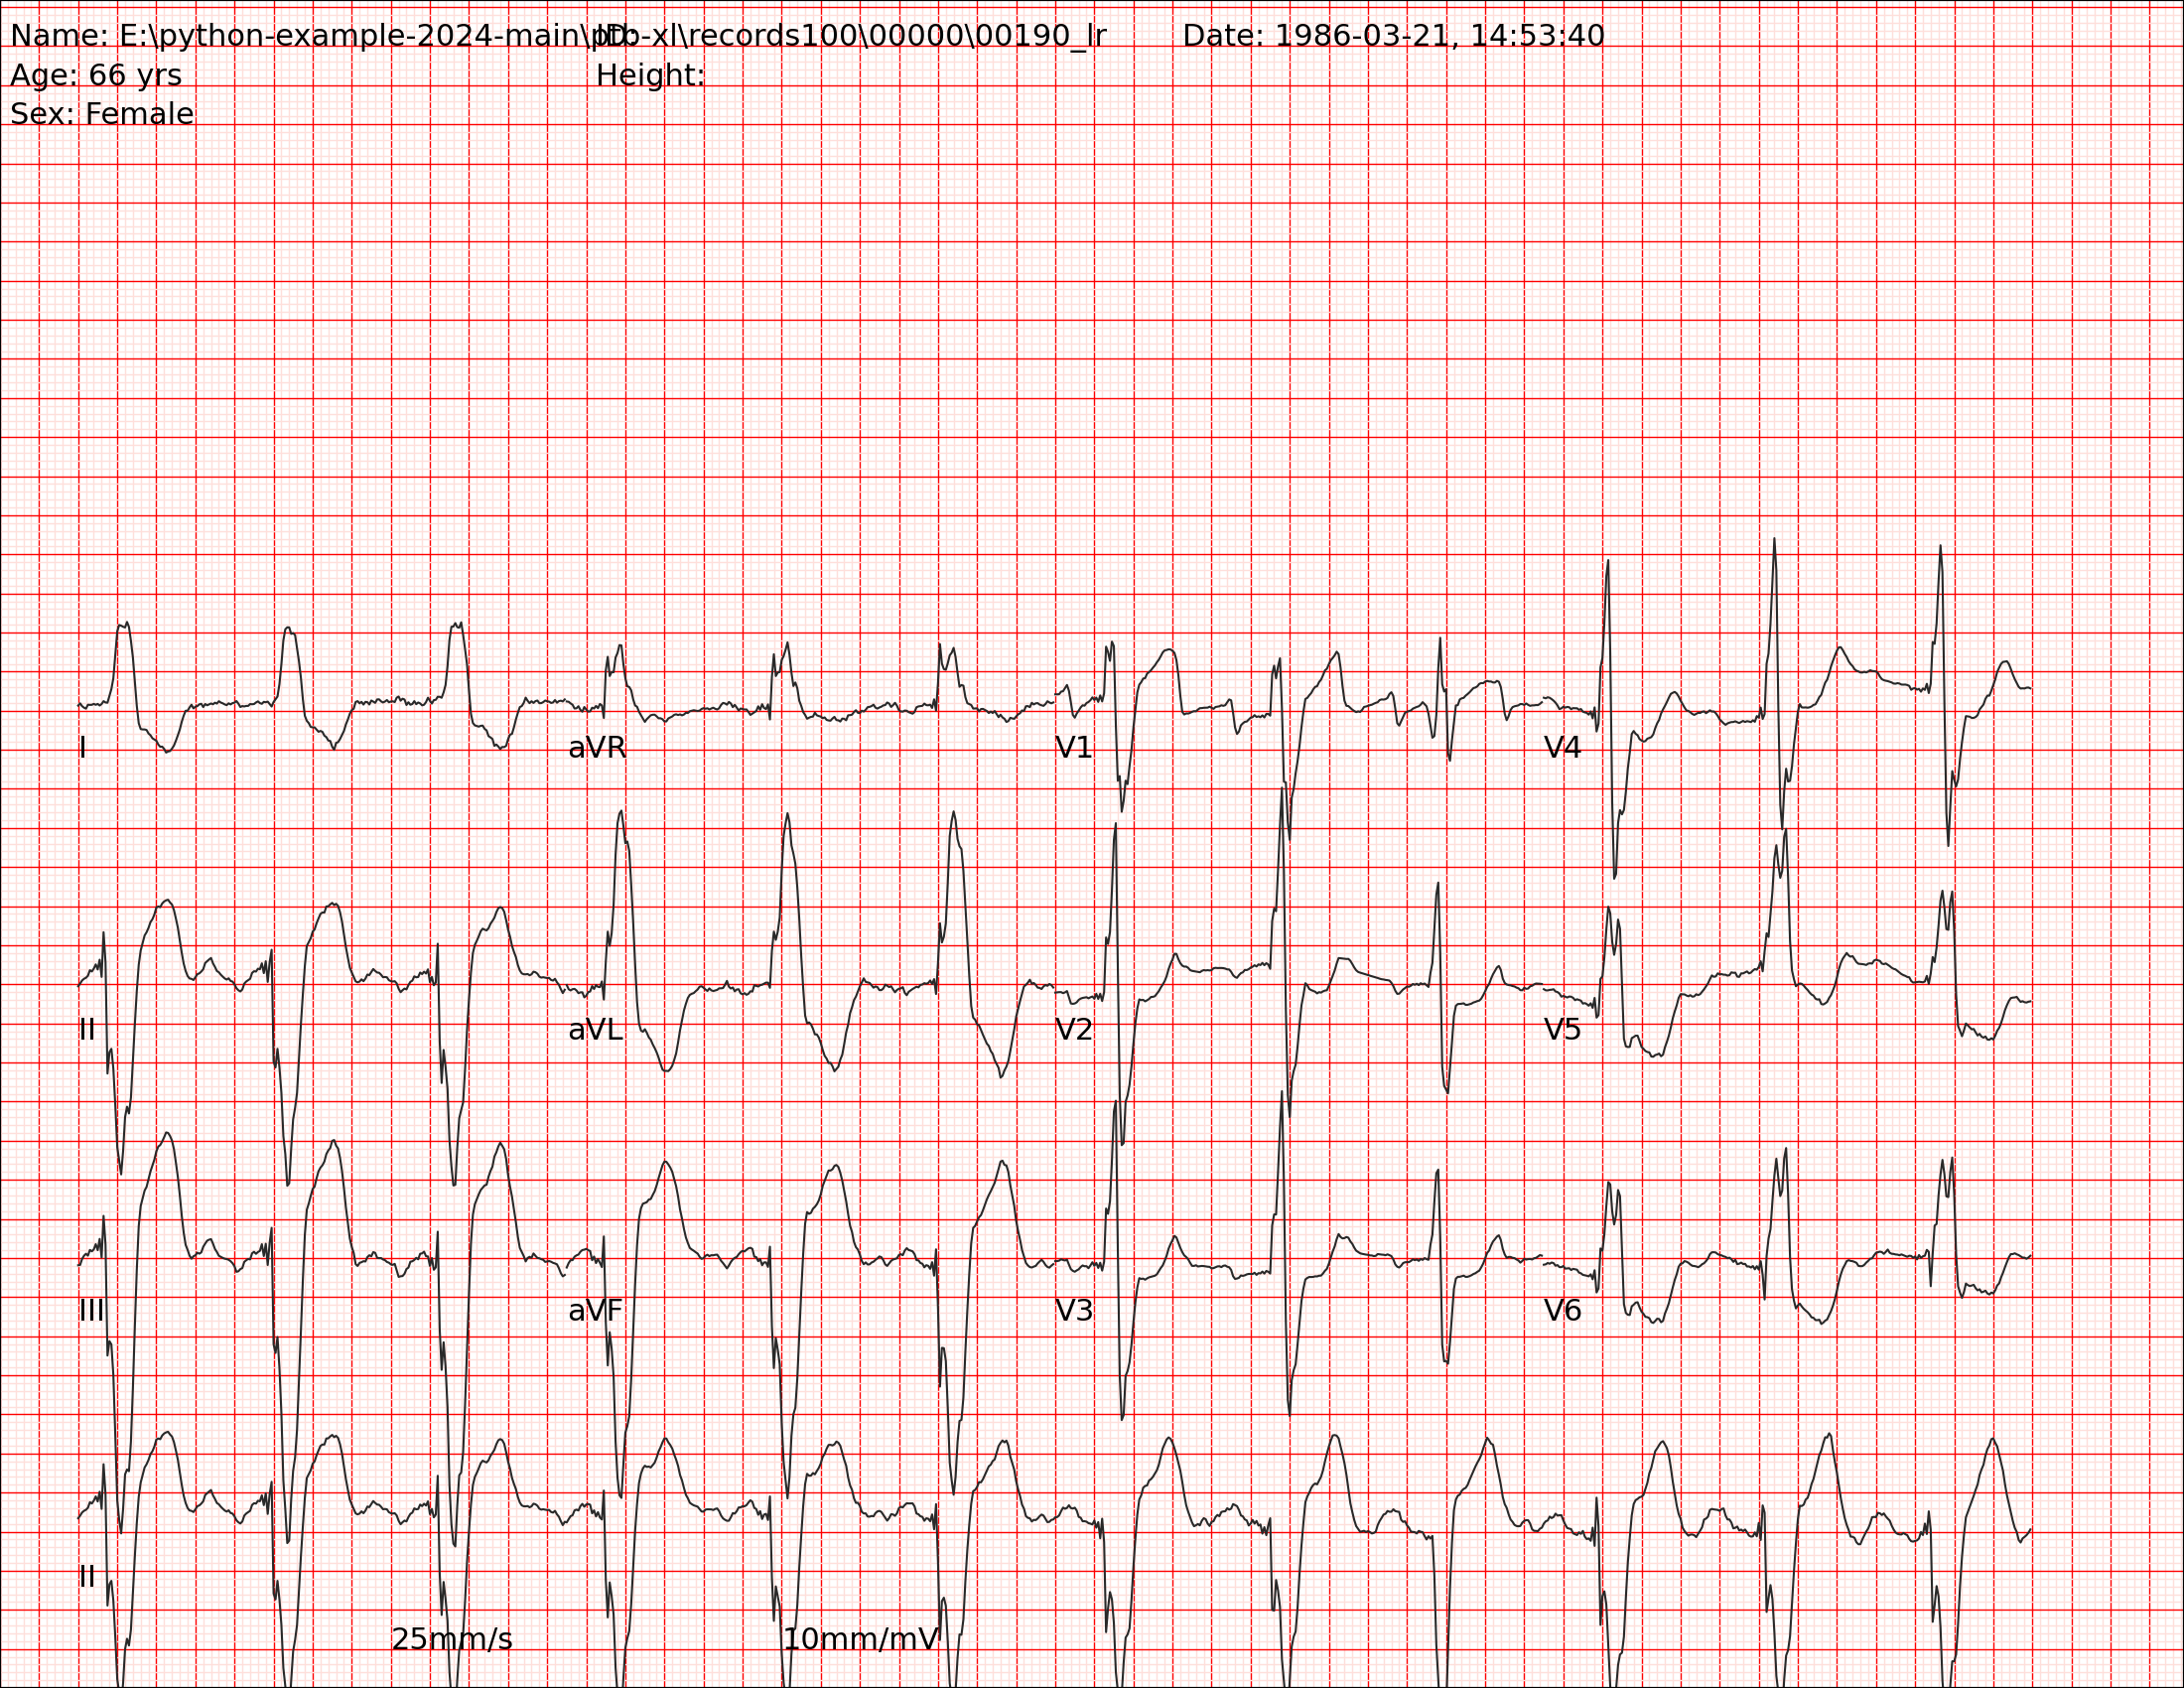 Name: E:\python-example-2024-main\ptb-xl\records100\00000\00190_lr ID: Date: 1986-03-21, 14:53:40
Age: 66 yrs Height:
Sex: Female
I aVR V1 V4
II aVL V2 V5
III aVF V3 V6
II
25mm/s 10mm/mV